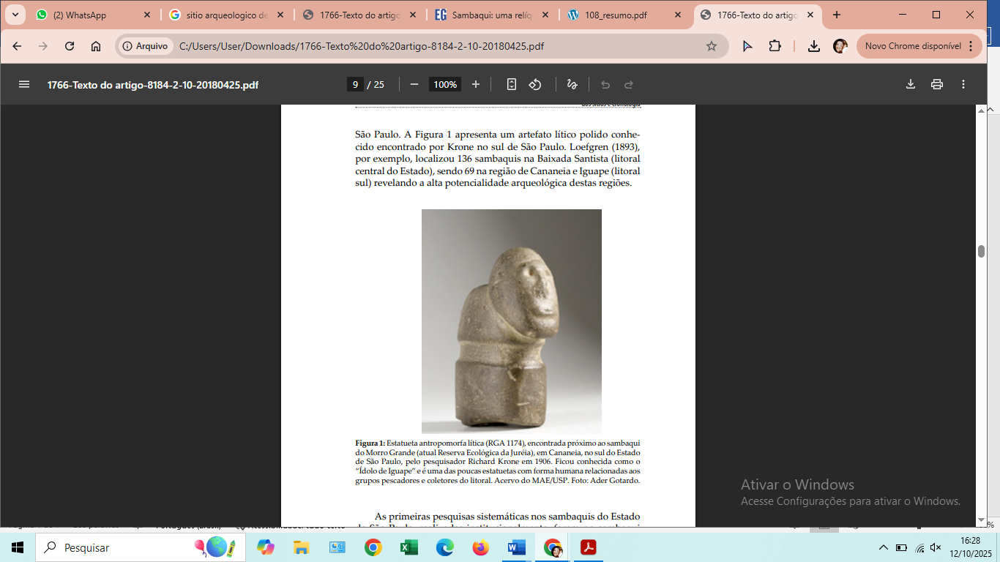 (2) WhatsApp
sitio arqueologico de
1766-Texto do artigo
EG Sambaqui: uma relíq
108_resumo.pdf
1766-Texto do artigo
Arquivo
C:/Users/User/Downloads/1766-Texto%20do%20artigo-8184-2-10-20180425.pdf
Novo Chrome disponível
1766-Texto do artigo-8184-2-10-20180425.pdf
9 / 25
100%
dos sítios e cronologia
São Paulo. A Figura 1 apresenta um artefato lítico polido conhe-
cido encontrado por Krone no sul de São Paulo. Loefgren (1893),
por exemplo, localizou 136 sambaquis na Baixada Santista (litoral
central do Estado), sendo 69 na região de Cananeia e Iguape (litoral
sul) revelando a alta potencialidade arqueológica destas regiões.
Figura 1: Estatueta antropomorfa lítica (RGA 1174), encontrada próximo ao sambaqui
do Morro Grande (atual Reserva Ecológica da Juréia), em Cananeia, no sul do Estado
de São Paulo, pelo pesquisador Richard Krone em 1906. Ficou conhecida como o
“Ídolo de Iguape” e é uma das poucas estatuetas com forma humana relacionadas aos
grupos pescadores e coletores do litoral. Acervo do MAE/USP. Foto: Ader Gotardo.
As primeiras pesquisas sistemáticas nos sambaquis do Estado
Ativar o Windows
Acesse Configurações para ativar o Windows.
Pesquisar
16:28
12/10/2025